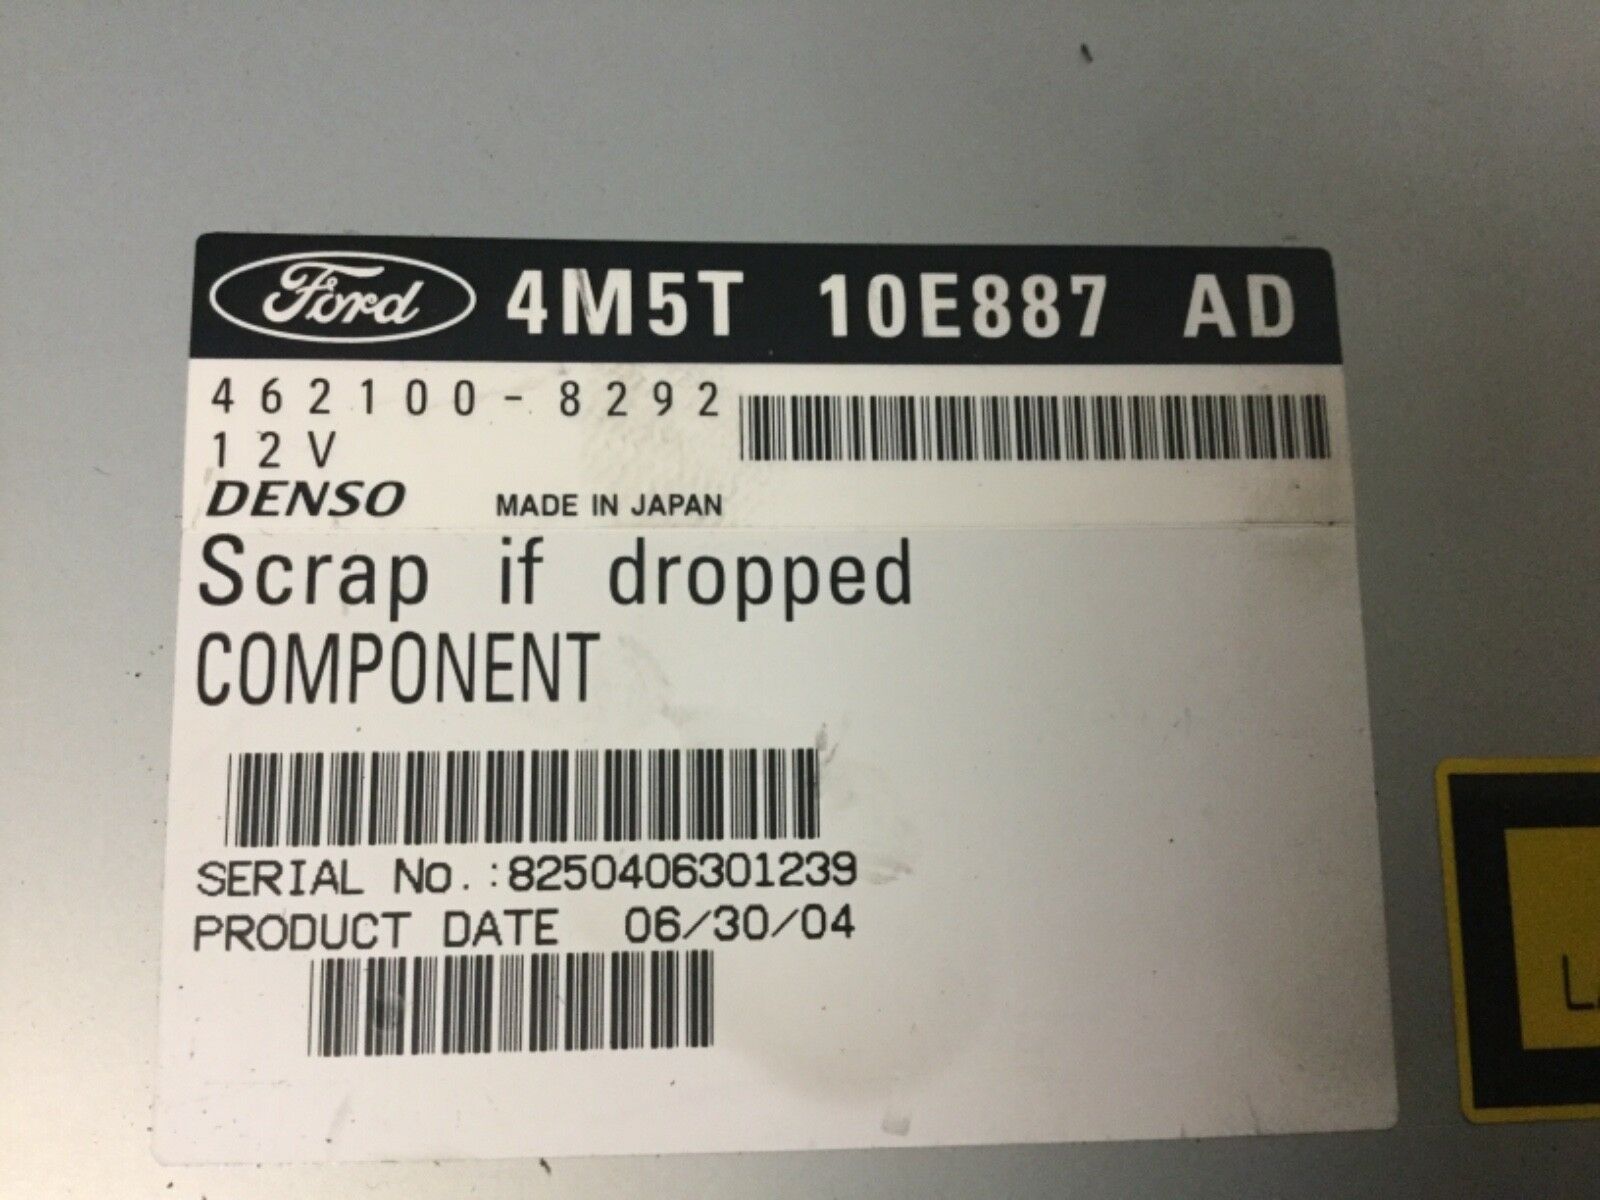 Ford 4M5T 10E887 AD
462100-8292
12V
DENSO MADE IN JAPAN
Scrap if dropped
COMPONENT
SERIAL No.:8250406301239
PRODUCT DATE 06/30/04